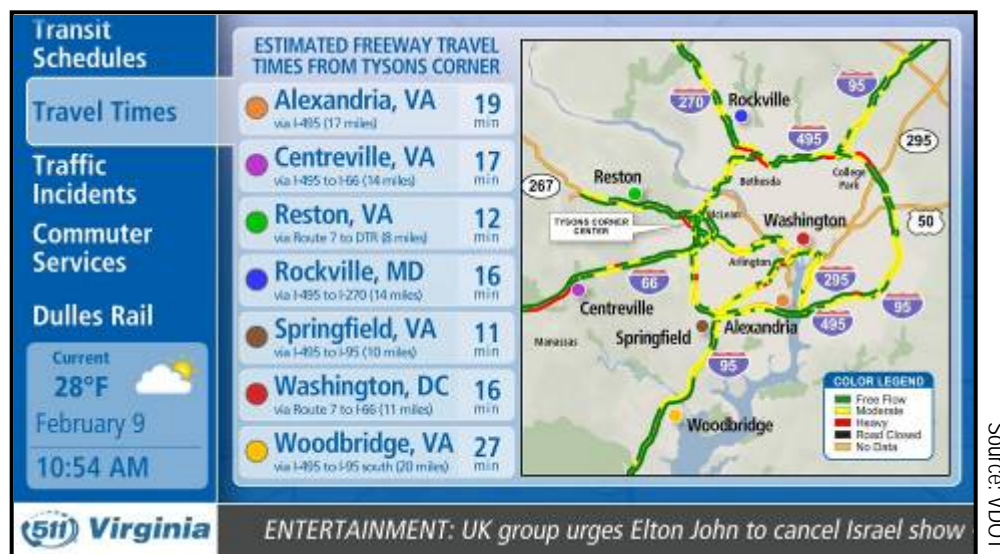 Transit
Schedules
Travel Times
Traffic
Incidents
Commuter
Services
Dulles Rail
Current
28°F
February 9
10:54 AM
511 Virginia
ESTIMATED FREEWAY TRAVEL
TIMES FROM TYSONS CORNER
Alexandria, VA 19
via I-495 (17 miles) min
Centreville, VA 17
via I-495 to I-66 (14 miles) min
Reston, VA 12
via Route 7 to DTR (8 miles) min
Rockville, MD 16
via I-495 to I-270 (14 miles) min
Springfield, VA 11
via I-495 to I-95 (10 miles) min
Washington, DC 16
via Route 7 to I-66 (11 miles) min
Woodbridge, VA 27
via I-495 to I-95 south (20 miles) min
270
Rockville
95
495
295
Bethesda
College
Park
267
Reston
McLean
TYSONS CORNER
CENTER
Washington
50
Arlington
66
295
Centreville
95
Alexandria
495
Springfield
Manassas
95
Woodbridge
COLOR LEGEND
Free Flow
Moderate
Heavy
Road Closed
No Data
ENTERTAINMENT: UK group urges Elton John to cancel Israel show
Source: VDOT